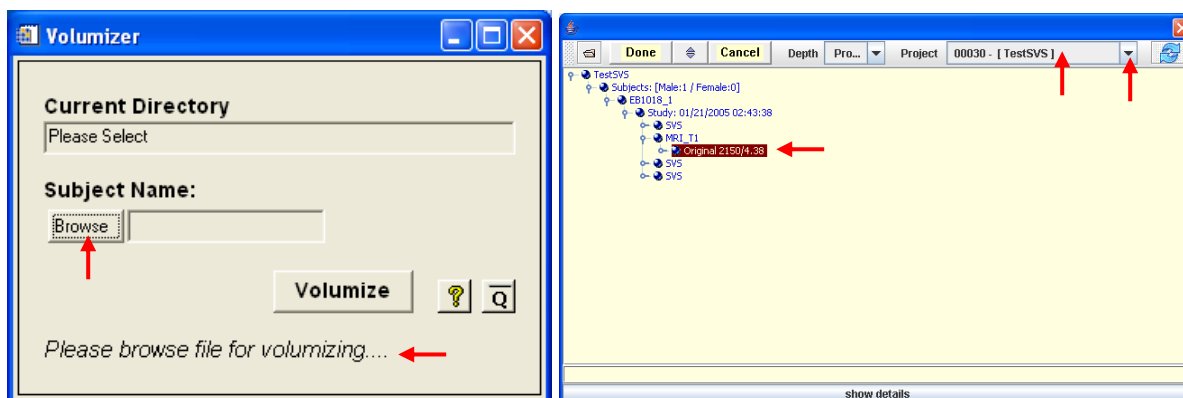 Volumizer
Current Directory
Please Select
Subject Name:
Browse
Volumize
? Q
Please browse file for volumizing....
Done Cancel Depth Pro... Project 00030 - [ TestSVS ]
TestSVS
Subjects: [Male:1 / Female:0]
EB1018_1
Study: 01/21/2005 02:43:38
SVS
MRI_T1
Original 2150/4.38
SVS
SVS
show details